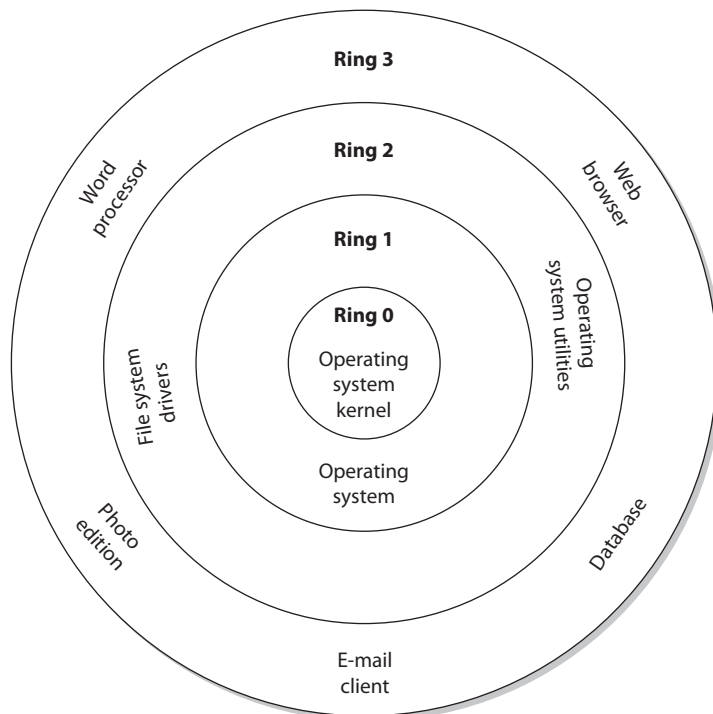 Ring 3
Word
processor
Web
browser
Ring 2
Ring 1
Operating
system utilities
File system
drivers
Ring 0
Operating
system
kernel
Operating
system
Photo
edition
Database
E-mail
client